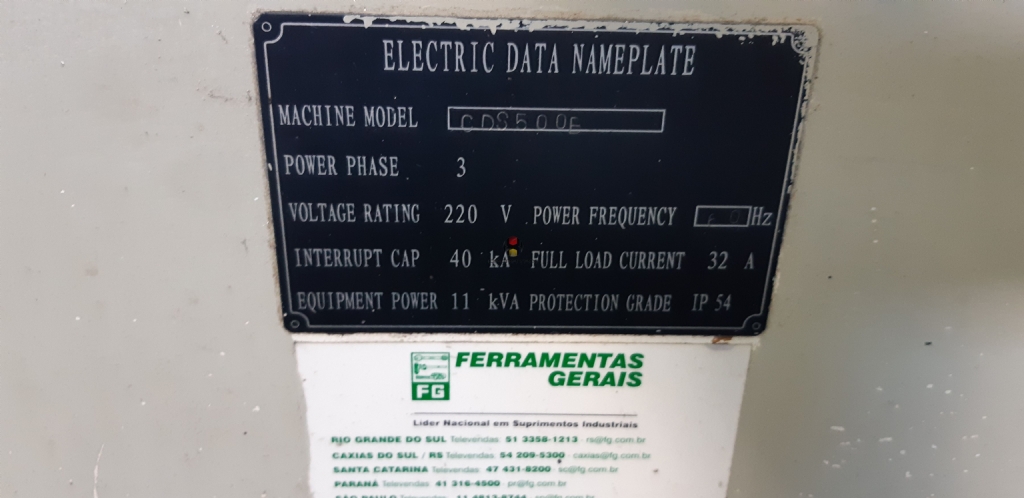 ELECTRIC DATA NAMEPLATE
MACHINE MODEL CDS500E
POWER PHASE 3
VOLTAGE RATING 220 V POWER FREQUENCY Hz
INTERRUPT CAP 40 kA FULL LOAD CURRENT 32 A
EQUIPMENT POWER 11 kVA PROTECTION GRADE IP 54
FG
FERRAMENTAS
GERAIS
Líder Nacional em Suprimentos Industriais
RIO GRANDE DO SUL Televendas 51 3358-1213 rs@fg.com.br
CAXIAS DO SUL / RS Televendas 54 209-5300 caxias@fg.com.br
SANTA CATARINA Televendas 47 431-8200 sc@fg.com.br
PARANÁ Televendas 41 316-4500 pr@fg.com.br
SÃO PAULO Televendas